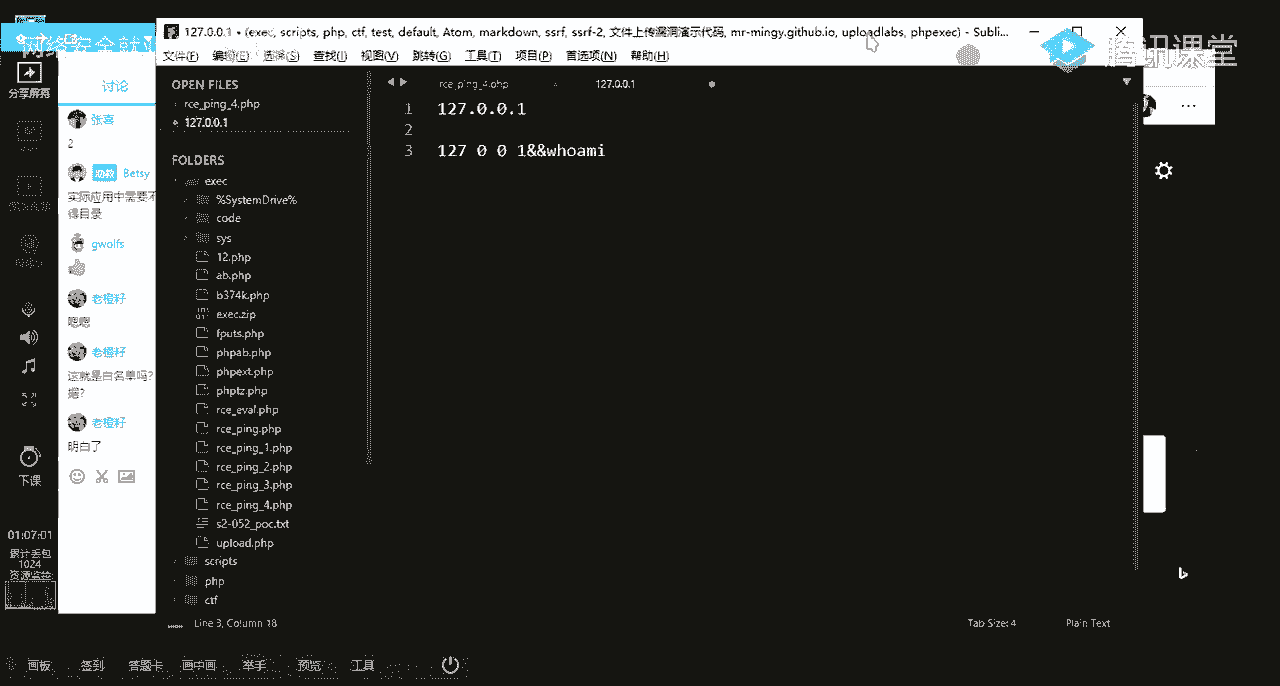 127.0.0.1 • (exec, scripts, php, ctf, test, default, Atom, markdown, ssrf, ssrf-2, 文件上传漏洞演示代码, mr-mingy.github.io, uploadlabs, phpexec) - Subli...
腾讯课堂
文件(F) 编辑(E) 选择(S) 查找(I) 视图(V) 跳转(G) 工具(T) 项目(P) 首选项(N) 帮助(H)
分享屏幕
讨论
张喜
2
助教 Betsy
实际应用中需要不
得目录
gwolfs
老橙籽
嗯嗯
老橙籽
这就是白名单吗?
老橙籽
明白了
下课
01:07:01
累计丢包
1024
资源监控
OPEN FILES
rce_ping_4.php
127.0.0.1
FOLDERS
exec
%SystemDrive%
code
sys
12.php
ab.php
b374k.php
exec.zip
fputs.php
phpab.php
phpext.php
phptz.php
rce_eval.php
rce_ping.php
rce_ping_1.php
rce_ping_2.php
rce_ping_3.php
rce_ping_4.php
s2-052_poc.txt
upload.php
scripts
php
ctf
rce_ping_4.php 127.0.0.1
1 127.0.0.1
2
3 127 0 0 1&&whoami
Line 3, Column 18 Tab Size: 4 Plain Text
画板 签到 答题卡 画中画 举手 预览 工具